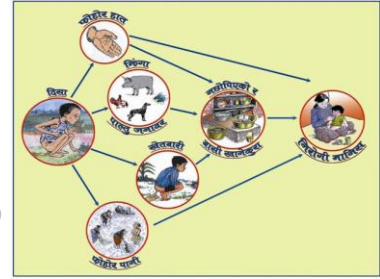 फोहोर हात
दिसा
झिंगा
पाल्तु जनावर
नछोपिएको र
बासी खानेकुरा
खेतबारी
निरोगी मानिस
फोहोर पानी